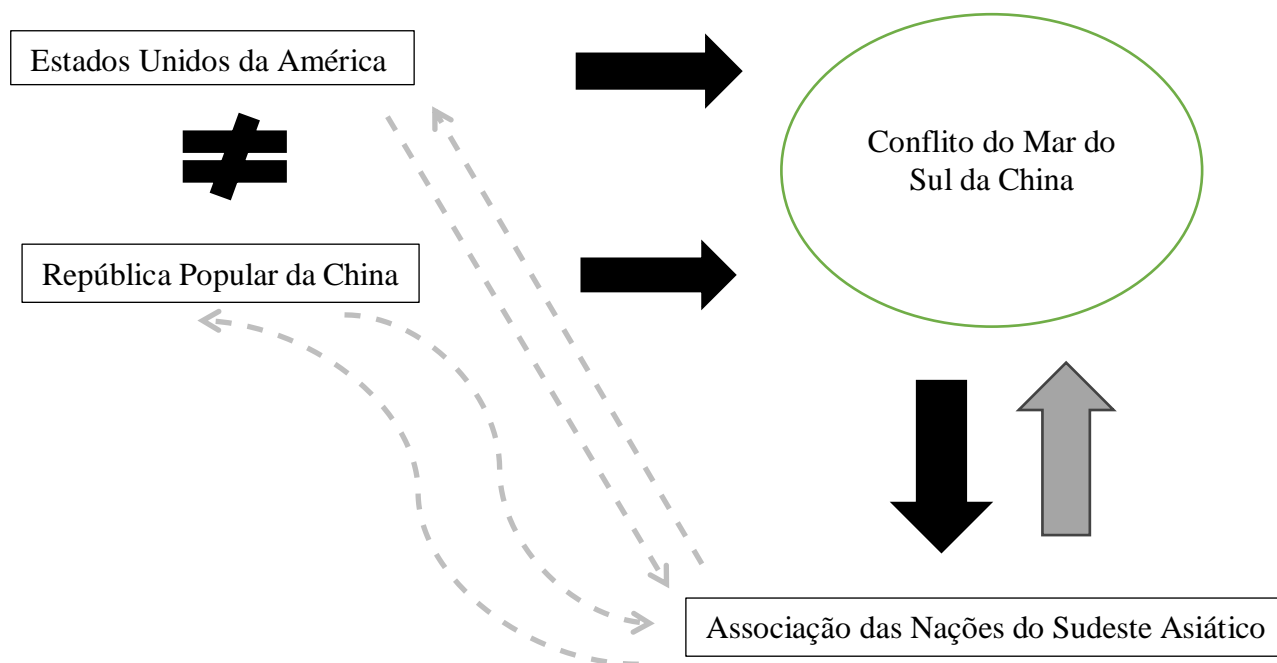 Estados Unidos da América
Conflito do Mar do
Sul da China
República Popular da China
Associação das Nações do Sudeste Asiático